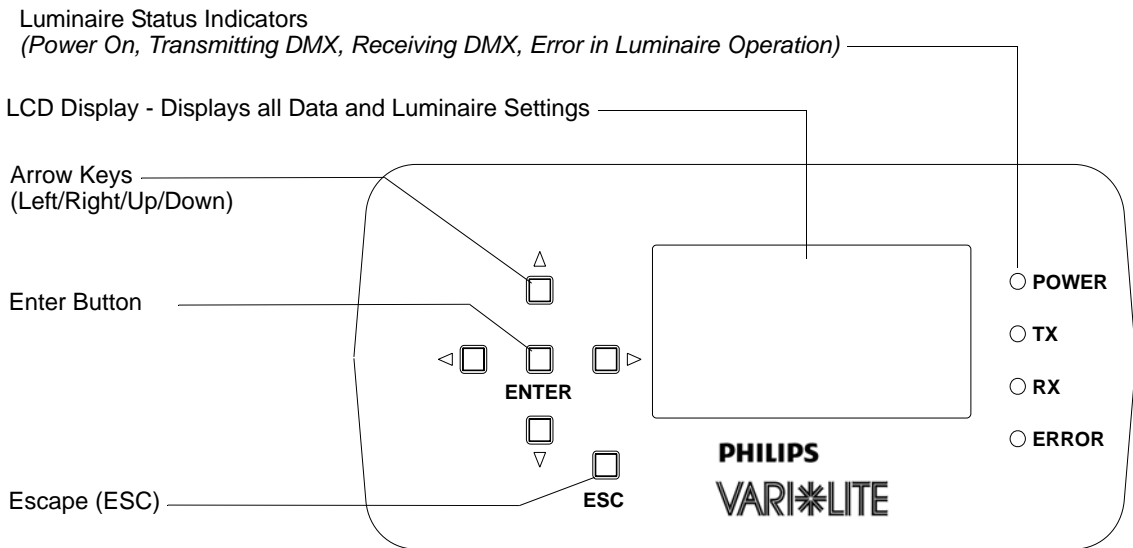 Luminaire Status Indicators
(Power On, Transmitting DMX, Receiving DMX, Error in Luminaire Operation)
LCD Display - Displays all Data and Luminaire Settings
Arrow Keys
(Left/Right/Up/Down)
Enter Button
Escape (ESC)
ENTER
ESC
PHILIPS
VARI*LITE
POWER
TX
RX
ERROR